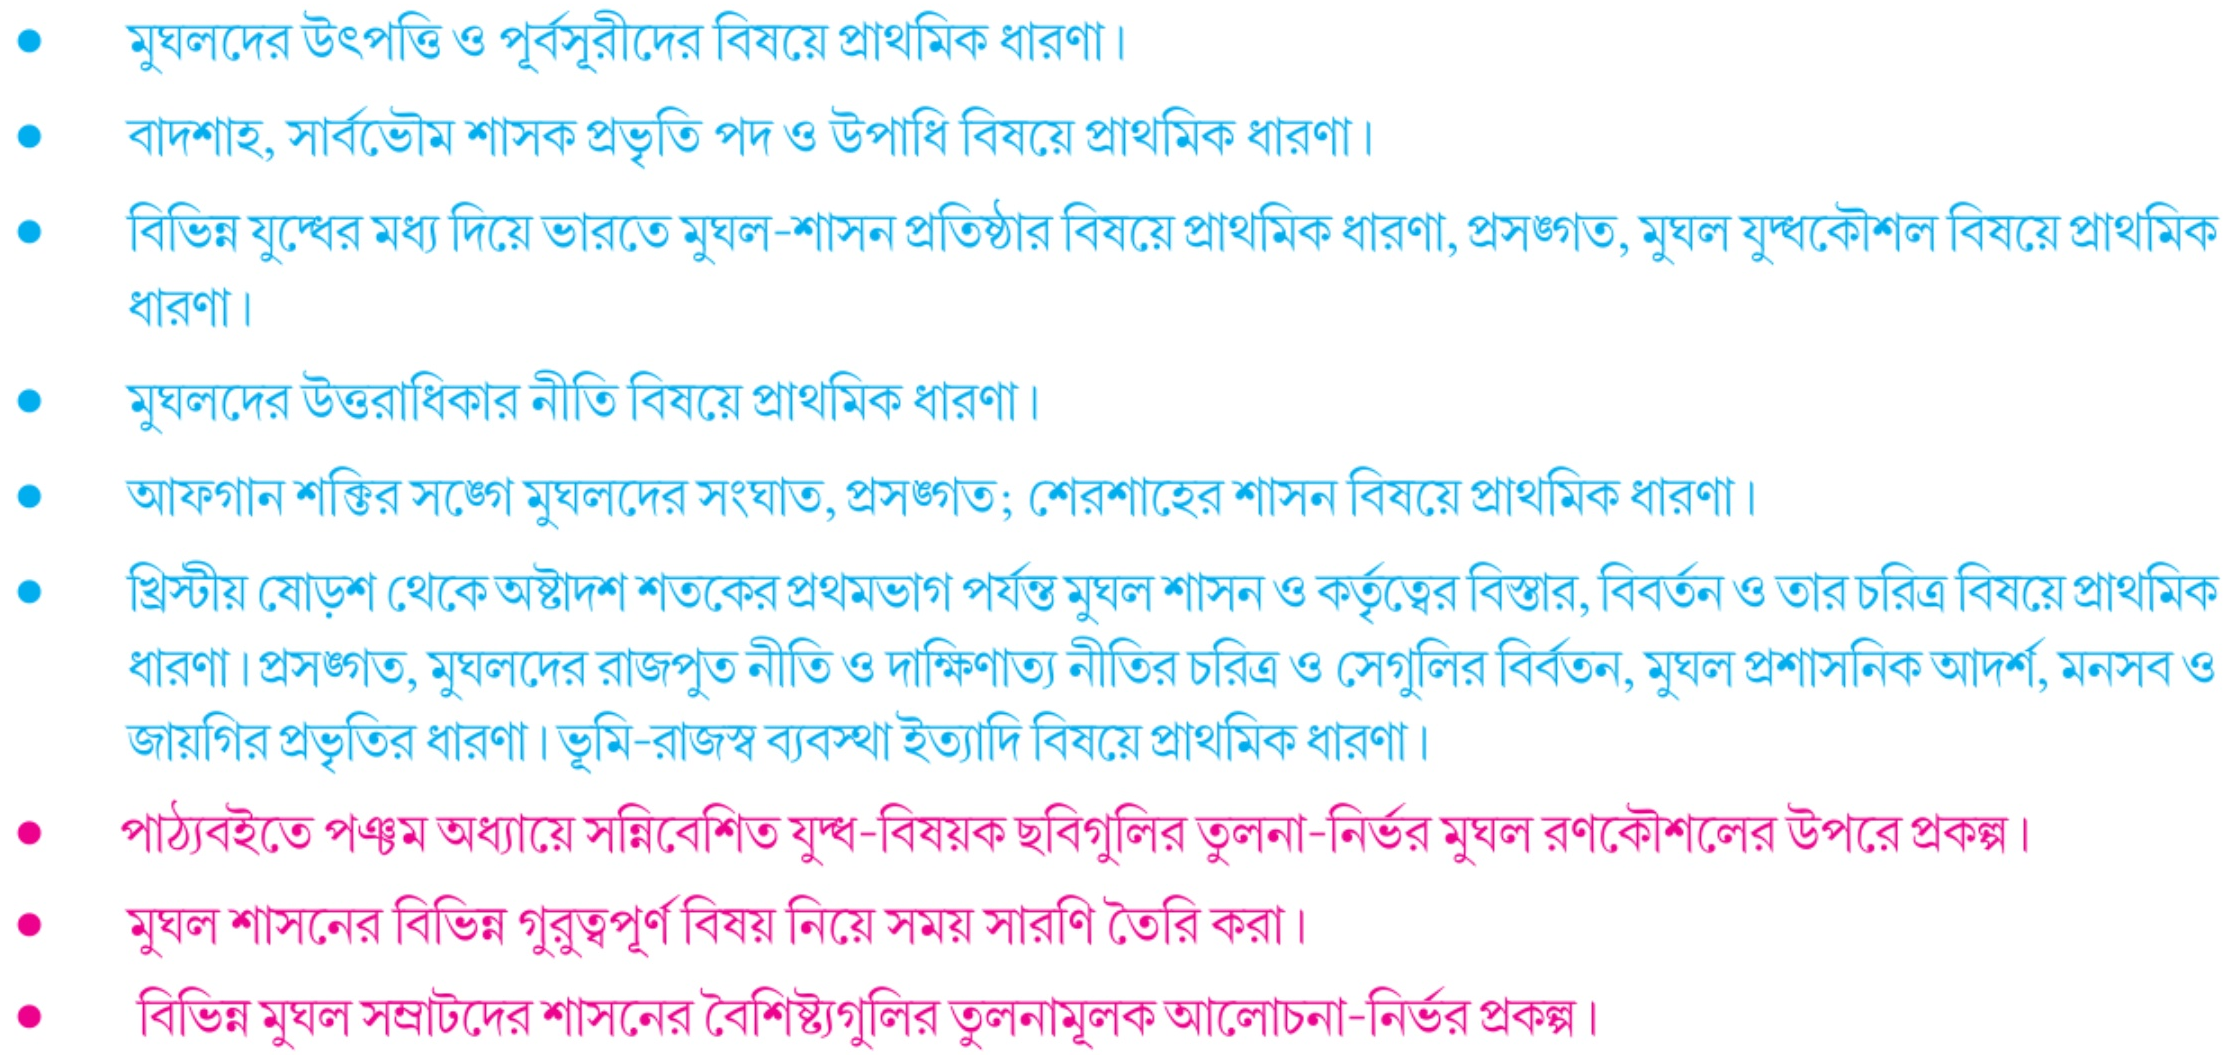 ● মুঘলদের উৎপত্তি ও পূর্বসূরীদের বিষয়ে প্রাথমিক ধারণা।
● বাদশাহ, সার্বভৌম শাসক প্রভৃতি পদ ও উপাধি বিষয়ে প্রাথমিক ধারণা।
● বিভিন্ন যুদ্ধের মধ্য দিয়ে ভারতে মুঘল-শাসন প্রতিষ্ঠার বিষয়ে প্রাথমিক ধারণা, প্রসঙ্গত, মুঘল যুদ্ধকৌশল বিষয়ে প্রাথমিক
ধারণা।
● মুঘলদের উত্তরাধিকার নীতি বিষয়ে প্রাথমিক ধারণা।
● আফগান শক্তির সঙ্গে মুঘলদের সংঘাত, প্রসঙ্গত; শেরশাহের শাসন বিষয়ে প্রাথমিক ধারণা।
● খ্রিস্টীয় ষোড়শ থেকে অষ্টাদশ শতকের প্রথমভাগ পর্যন্ত মুঘল শাসন ও কর্তৃত্বের বিস্তার, বিবর্তন ও তার চরিত্র বিষয়ে প্রাথমিক
ধারণা। প্রসঙ্গত, মুঘলদের রাজপুত নীতি ও দাক্ষিণাত্য নীতির চরিত্র ও সেগুলির বির্বতন, মুঘল প্রশাসনিক আদর্শ, মনসব ও
জায়গির প্রভৃতির ধারণা। ভূমি-রাজস্ব ব্যবস্থা ইত্যাদি বিষয়ে প্রাথমিক ধারণা।
● পাঠ্যবইতে পঞ্চম অধ্যায়ে সন্নিবেশিত যুদ্ধ-বিষয়ক ছবিগুলির তুলনা-নির্ভর মুঘল রণকৌশলের উপরে প্রকল্প।
● মুঘল শাসনের বিভিন্ন গুরুত্বপূর্ণ বিষয় নিয়ে সময় সারণি তৈরি করা।
● বিভিন্ন মুঘল সম্রাটদের শাসনের বৈশিষ্ট্যগুলির তুলনামূলক আলোচনা-নির্ভর প্রকল্প।